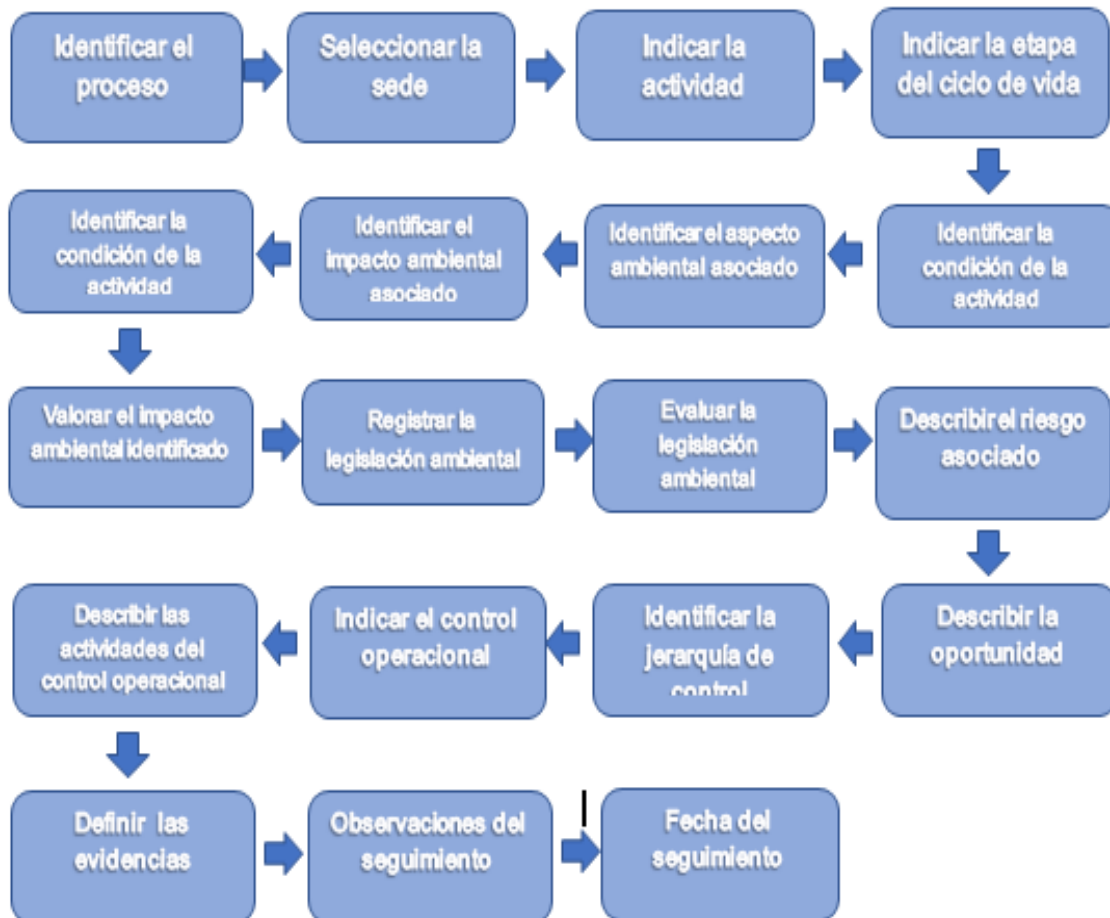 Identificar el
proceso
Seleccionar la
sede
Indicar la
actividad
Indicar la etapa
del ciclo de vida
Identificar la
condición de la
actividad
Identificar el aspecto
ambiental asociado
Identificar el
impacto ambiental
asociado
Identificar la
condición de la
actividad
Valorar el impacto
ambiental identificado
Registrar la
legislación ambiental
Evaluar la
legislación
ambiental
Describir el riesgo
asociado
Describir la
oportunidad
Identificar la
jerarquía de
control
Indicar el control
operacional
Describir las
actividades del
control operacional
Definir las
evidencias
Observaciones del
seguimiento
Fecha del
seguimiento